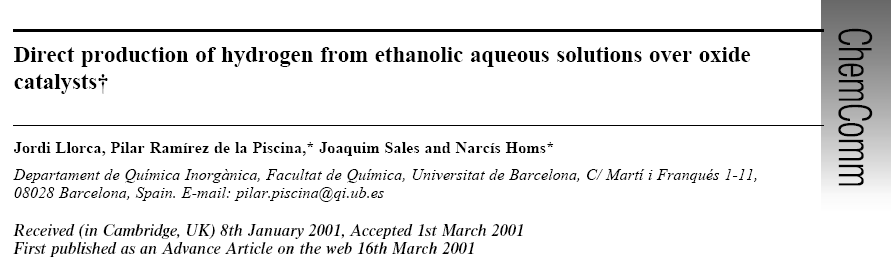 Direct production of hydrogen from ethanolic aqueous solutions over oxide
catalysts†
Jordi Llorca, Pilar Ramírez de la Piscina,* Joaquim Sales and Narcís Homs*
Departament de Química Inorgànica, Facultat de Química, Universitat de Barcelona, C/ Martí i Franqués 1-11,
08028 Barcelona, Spain. E-mail: pilar.piscina@qi.ub.es
Received (in Cambridge, UK) 8th January 2001, Accepted 1st March 2001
First published as an Advance Article on the web 16th March 2001
ChemComm